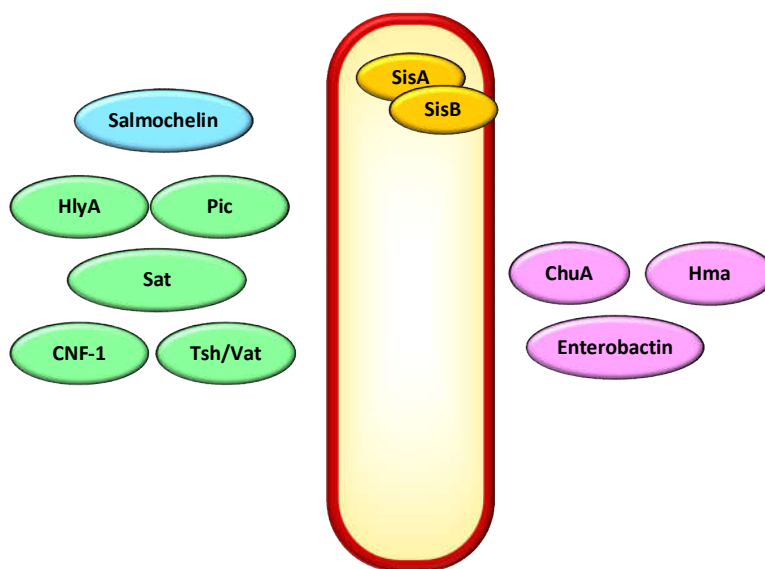 SisA
SisB
Salmochelin
HlyA
Pic
Sat
CNF-1
Tsh/Vat
ChuA
Hma
Enterobactin